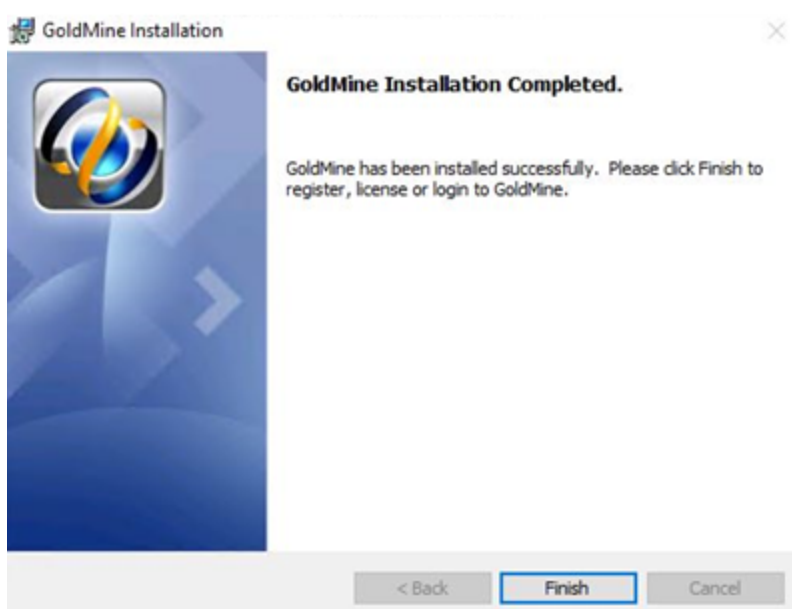 GoldMine Installation
GoldMine Installation Completed.
GoldMine has been installed successfully. Please click Finish to
register, license or login to GoldMine.
< Back
Finish
Cancel